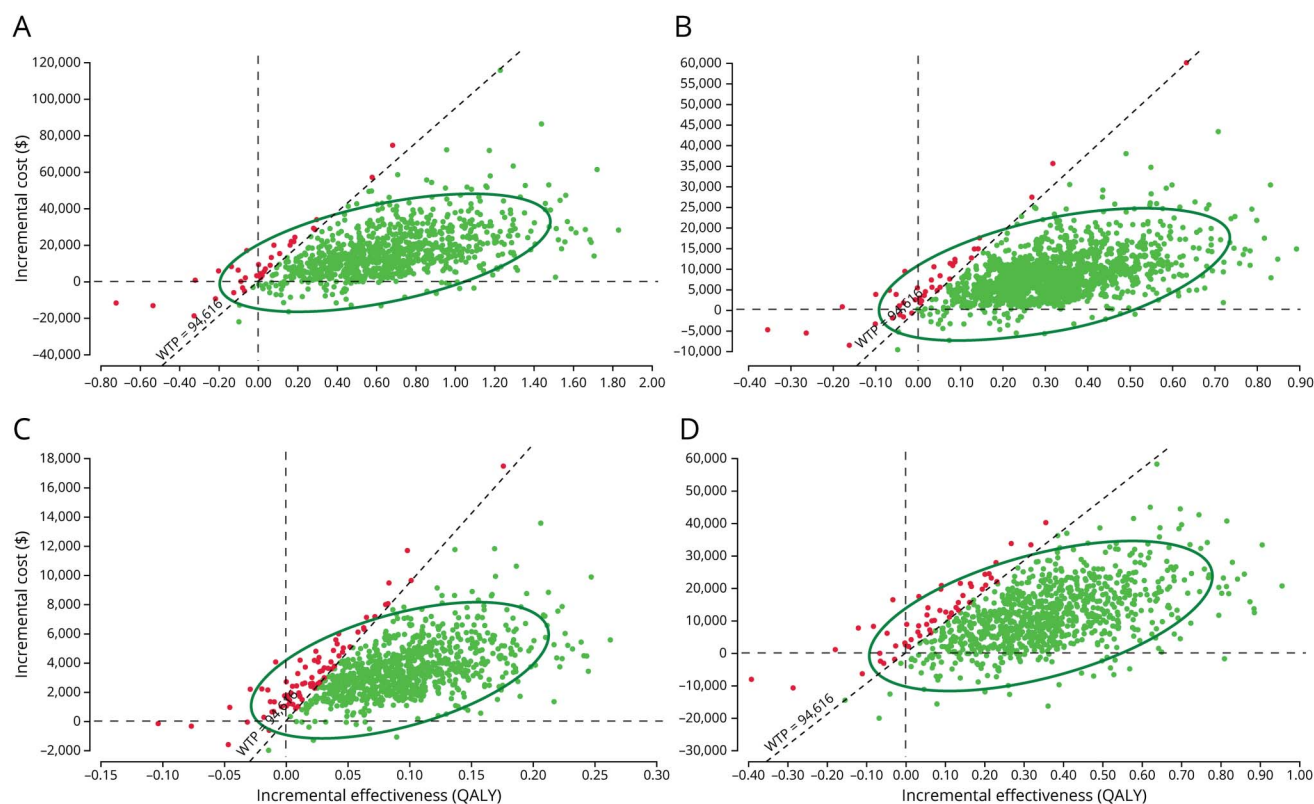 A
Incremental cost ($)
120,000
100,000
80,000
60,000
40,000
20,000
0
–20,000
–40,000
WTP = 94,616
–0.80 –0.60 –0.40 –0.20 0.00 0.20 0.40 0.60 0.80 1.00 1.20 1.40 1.60 1.80 2.00
B
60,000
55,000
50,000
45,000
40,000
35,000
30,000
25,000
20,000
15,000
10,000
5,000
0
–5,000
–10,000
WTP = 94,616
–0.40 –0.30 –0.20 –0.10 0.00 0.10 0.20 0.30 0.40 0.50 0.60 0.70 0.80 0.90
C
Incremental cost ($)
18,000
16,000
14,000
12,000
10,000
8,000
6,000
4,000
2,000
0
–2,000
WTP = 94,616
–0.15 –0.10 –0.05 0.00 0.05 0.10 0.15 0.20 0.25 0.30
Incremental effectiveness (QALY)
D
60,000
50,000
40,000
30,000
20,000
10,000
0
–10,000
–20,000
–30,000
WTP = 94,616
–0.40 –0.30 –0.20 –0.10 0.00 0.10 0.20 0.30 0.40 0.50 0.60 0.70 0.80 0.90 1.00
Incremental effectiveness (QALY)